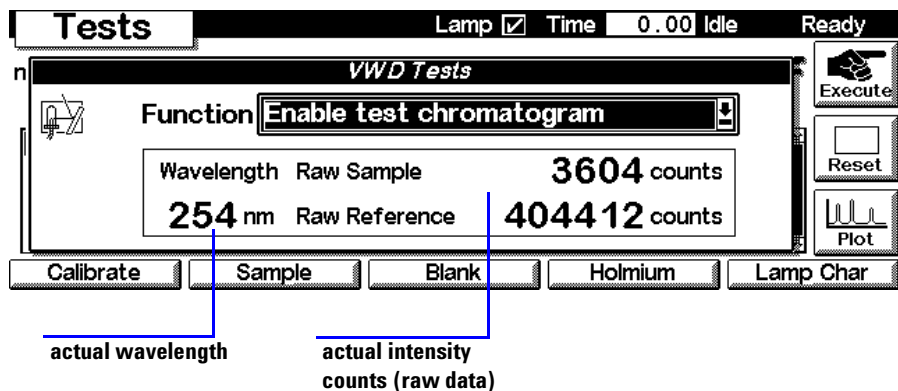 Tests Lamp Time 0.00 Idle Ready
n
VWD Tests
Execute
Function Enable test chromatogram
Reset
Wavelength Raw Sample 3604 counts
254 nm Raw Reference 404412 counts
Plot
Calibrate Sample Blank Holmium Lamp Char
actual wavelength
actual intensity
counts (raw data)